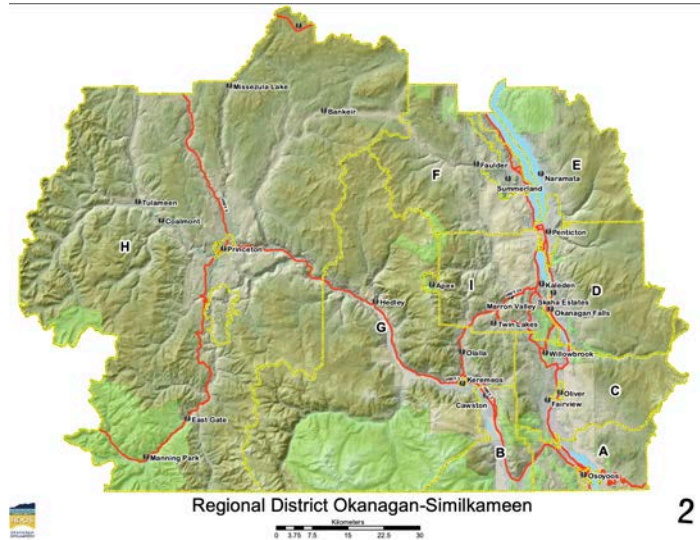 Missezula Lake
Bankeir
Faulder
F
E
Naramata
Summerland
Tulameen
Coalmont
Penticton
H
Princeton
Apex
I
Kaleden
D
Hedley
Marron Valley
Skaha Estates
Okanagan Falls
G
Twin Lakes
Olalla
Willowbrook
Keremeos
C
Oliver
Cawston
Fairview
East Gate
B
A
Manning Park
Osoyoos
Regional District Okanagan-Similkameen
2
Kilometers
0 3.75 7.5 15 22.5 30
RDOS